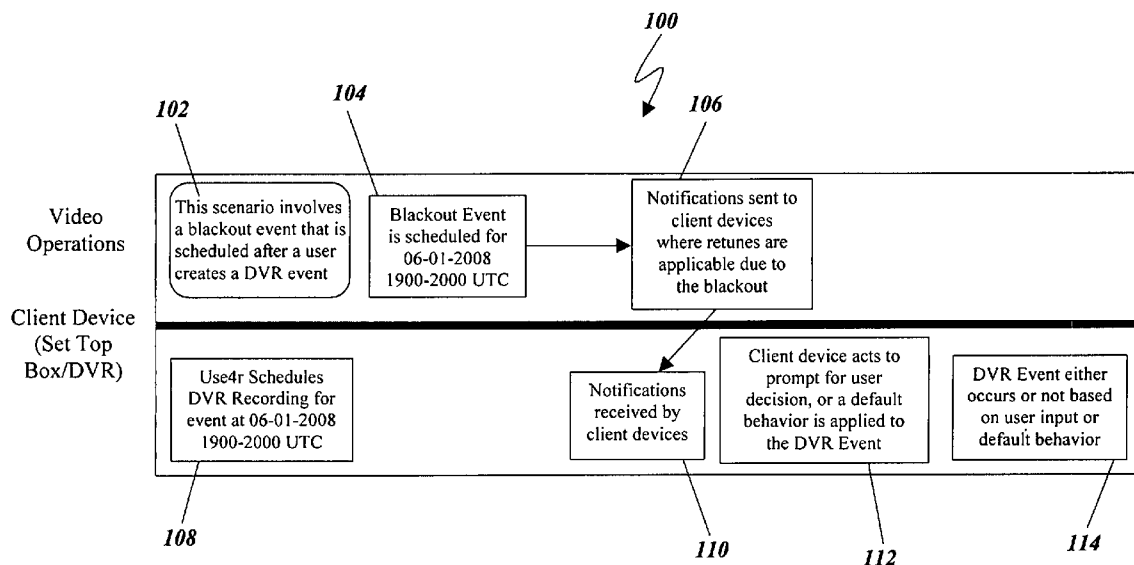 100
102
104
106
Video
Operations
This scenario involves
a blackout event that is
scheduled after a user
creates a DVR event
Blackout Event
is scheduled for
06-01-2008
1900-2000 UTC
Notifications sent to
client devices
where retunes are
applicable due to
the blackout
Client Device
(Set Top
Box/DVR)
Use4r Schedules
DVR Recording for
event at 06-01-2008
1900-2000 UTC
Notifications
received by
client devices
Client device acts to
prompt for user
decision, or a default
behavior is applied to
the DVR Event
DVR Event either
occurs or not based
on user input or
default behavior
108
110
112
114